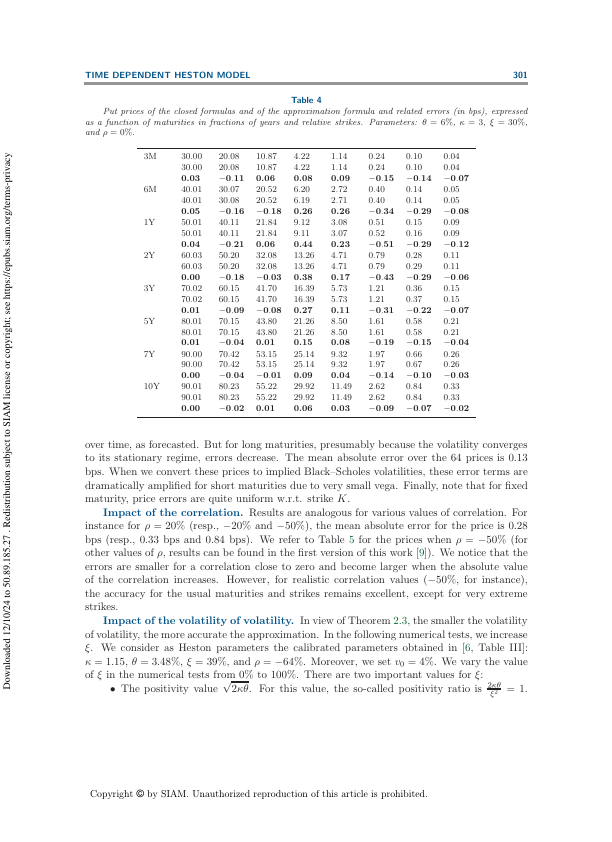 TIME DEPENDENT HESTON MODEL 301
Table 4
Put prices of the closed formulas and of the approximation formula and related errors (in bps), expressed
as a function of maturities in fractions of years and relative strikes. Parameters: θ = 6%, κ = 3, ξ = 30%,
and ρ = 0%.
3M 30.00 20.08 10.87 4.22 1.14 0.24 0.10 0.04
30.00 20.08 10.87 4.22 1.14 0.24 0.10 0.04
0.03 −0.11 0.06 0.08 0.09 −0.15 −0.14 −0.07
6M 40.01 30.07 20.52 6.20 2.72 0.40 0.14 0.05
40.01 30.08 20.52 6.19 2.71 0.40 0.14 0.05
0.05 −0.16 −0.18 0.26 0.26 −0.34 −0.29 −0.08
1Y 50.01 40.11 21.84 9.12 3.08 0.51 0.15 0.09
50.01 40.11 21.84 9.11 3.07 0.52 0.16 0.09
0.04 −0.21 0.06 0.44 0.23 −0.51 −0.29 −0.12
2Y 60.03 50.20 32.08 13.26 4.71 0.79 0.28 0.11
60.03 50.20 32.08 13.26 4.71 0.79 0.29 0.11
0.00 −0.18 −0.03 0.38 0.17 −0.43 −0.29 −0.06
3Y 70.02 60.15 41.70 16.39 5.73 1.21 0.36 0.15
70.02 60.15 41.70 16.39 5.73 1.21 0.37 0.15
0.01 −0.09 −0.08 0.27 0.11 −0.31 −0.22 −0.07
5Y 80.01 70.15 43.80 21.26 8.50 1.61 0.58 0.21
80.01 70.15 43.80 21.26 8.50 1.61 0.58 0.21
0.01 −0.04 0.01 0.15 0.08 −0.19 −0.15 −0.04
7Y 90.00 70.42 53.15 25.14 9.32 1.97 0.66 0.26
90.00 70.42 53.15 25.14 9.32 1.97 0.67 0.26
0.00 −0.04 −0.01 0.09 0.04 −0.14 −0.10 −0.03
10Y 90.01 80.23 55.22 29.92 11.49 2.62 0.84 0.33
90.01 80.23 55.22 29.92 11.49 2.62 0.84 0.33
0.00 −0.02 0.01 0.06 0.03 −0.09 −0.07 −0.02
over time, as forecasted. But for long maturities, presumably because the volatility converges
to its stationary regime, errors decrease. The mean absolute error over the 64 prices is 0.13
bps. When we convert these prices to implied Black–Scholes volatilities, these error terms are
dramatically amplified for short maturities due to very small vega. Finally, note that for fixed
maturity, price errors are quite uniform w.r.t. strike K.
Impact of the correlation. Results are analogous for various values of correlation. For
instance for ρ = 20% (resp., −20% and −50%), the mean absolute error for the price is 0.28
bps (resp., 0.33 bps and 0.84 bps). We refer to Table 5 for the prices when ρ = −50% (for
other values of ρ, results can be found in the first version of this work [9]). We notice that the
errors are smaller for a correlation close to zero and become larger when the absolute value
of the correlation increases. However, for realistic correlation values (−50%, for instance),
the accuracy for the usual maturities and strikes remains excellent, except for very extreme
strikes.
Impact of the volatility of volatility. In view of Theorem 2.3, the smaller the volatility
of volatility, the more accurate the approximation. In the following numerical tests, we increase
ξ. We consider as Heston parameters the calibrated parameters obtained in [6, Table III]:
κ = 1.15, θ = 3.48%, ξ = 39%, and ρ = −64%. Moreover, we set v₀ = 4%. We vary the value
of ξ in the numerical tests from 0% to 100%. There are two important values for ξ:
• The positivity value √2κθ. For this value, the so-called positivity ratio is 2κθ/ξ² = 1.
Copyright © by SIAM. Unauthorized reproduction of this article is prohibited.
Downloaded 12/10/24 to 50.89.185.27 . Redistribution subject to SIAM license or copyright; see https://epubs.siam.org/terms-privacy